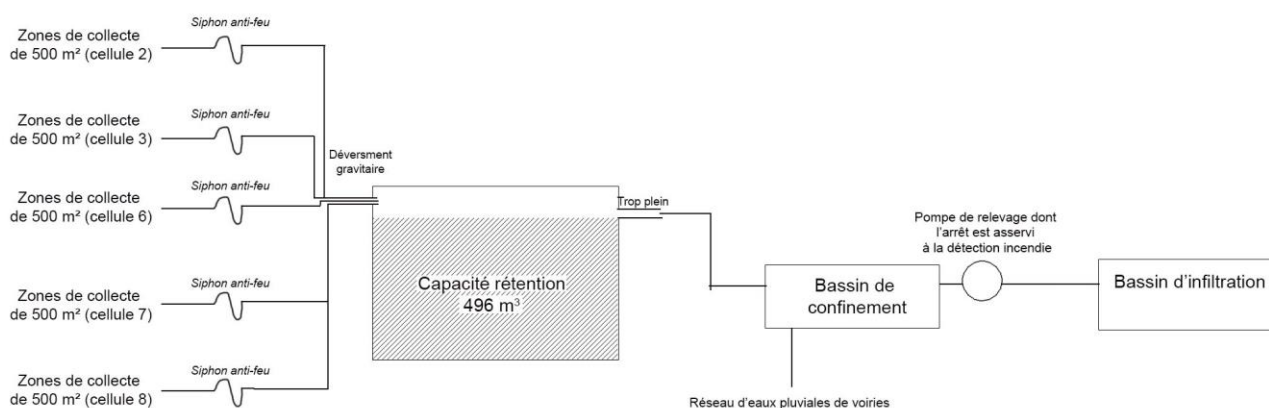 Siphon anti-feu
Zones de collecte
de 500 m² (cellule 2)
Siphon anti-feu
Zones de collecte
de 500 m² (cellule 3)
Déversment
gravitaire
Siphon anti-feu
Zones de collecte
de 500 m² (cellule 6)
Trop plein
Pompe de relevage dont
l'arrêt est asservi
à la détection incendie
Capacité rétention
496 m³
Bassin de
confinement
Bassin d'infiltration
Siphon anti-feu
Zones de collecte
de 500 m² (cellule 7)
Siphon anti-feu
Zones de collecte
de 500 m² (cellule 8)
Réseau d'eaux pluviales de voiries